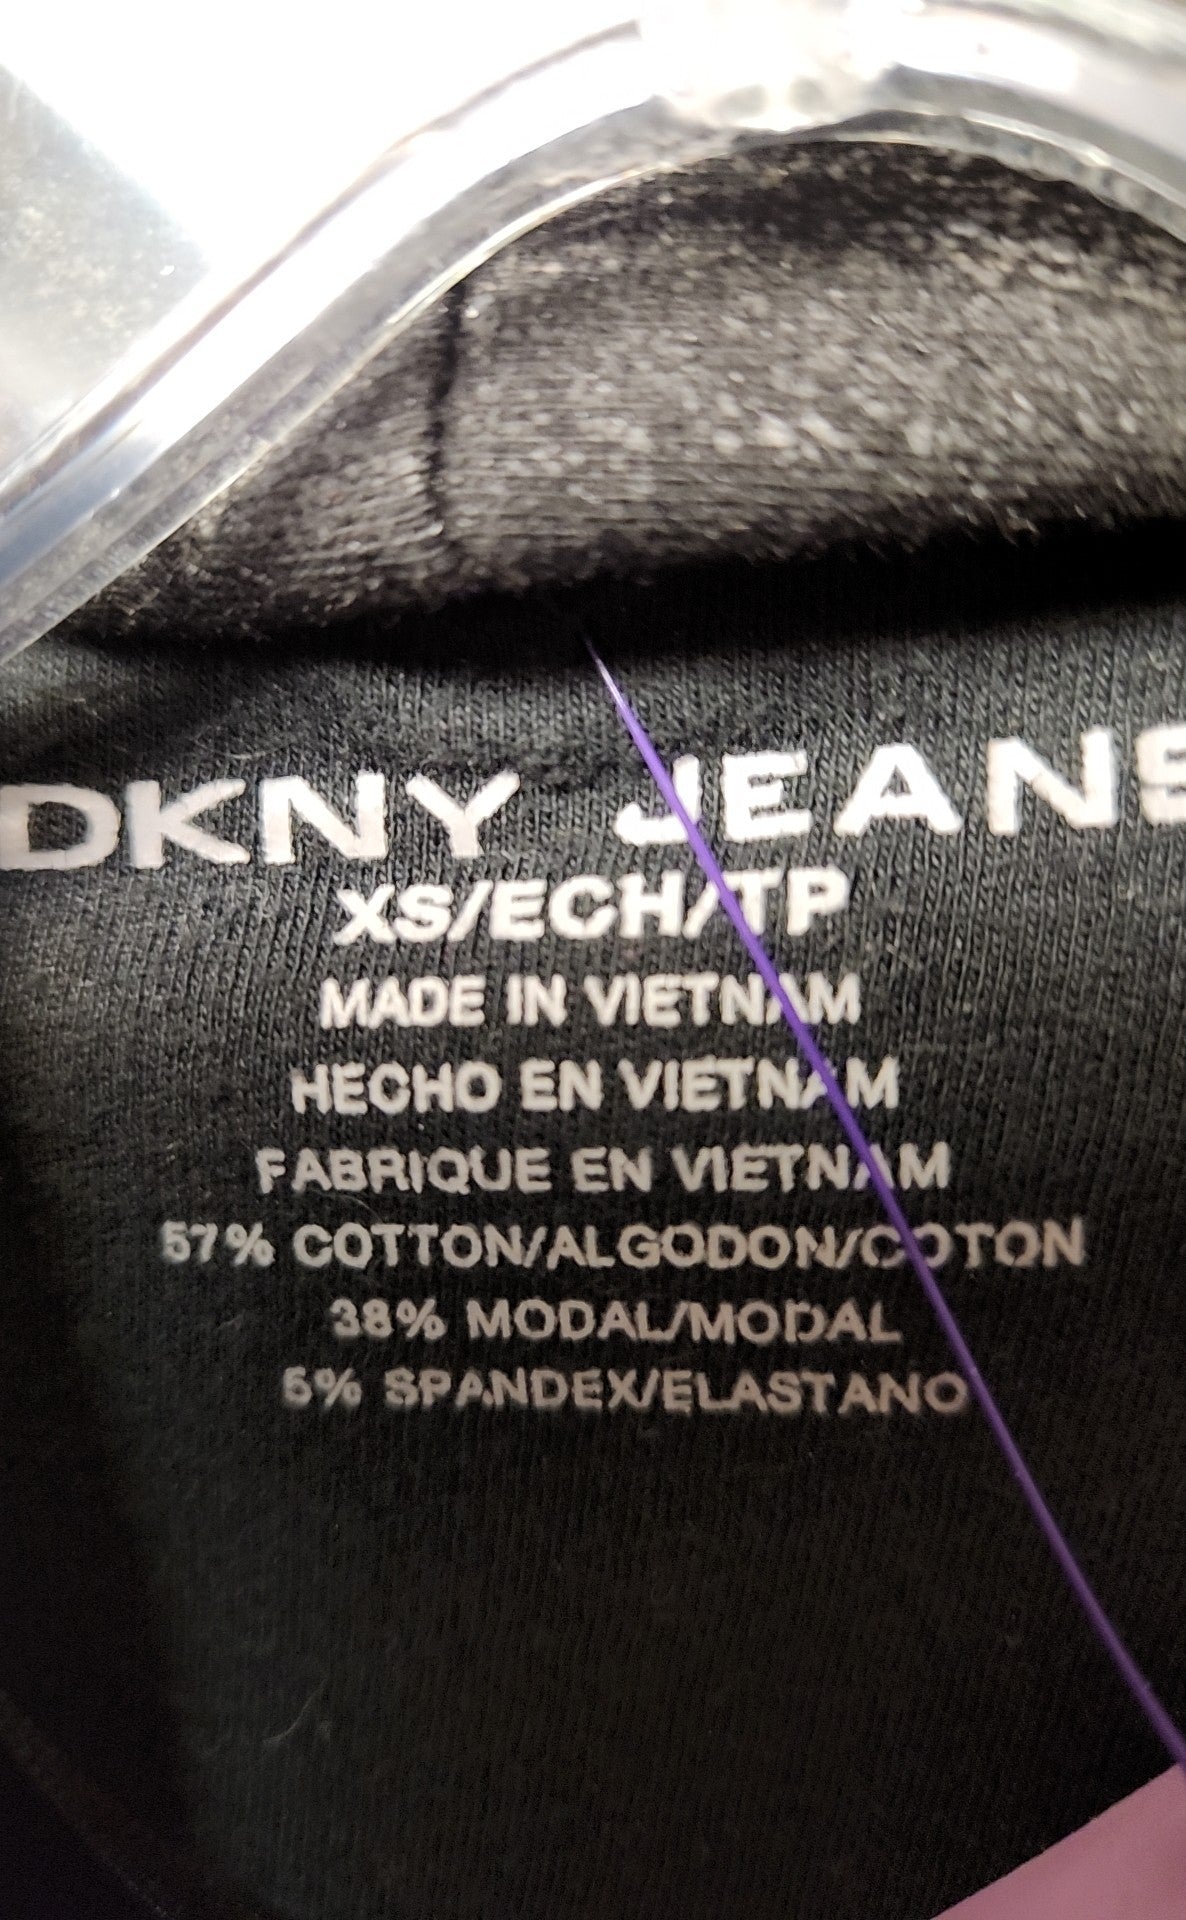 DKNY JEANS
XS/ECH/TP
MADE IN VIETNAM
HECHO EN VIETNAM
FABRIQUE EN VIETNAM
57% COTTON/ALGODON/COTON
38% MODAL/MODAL
5% SPANDEX/ELASTANO